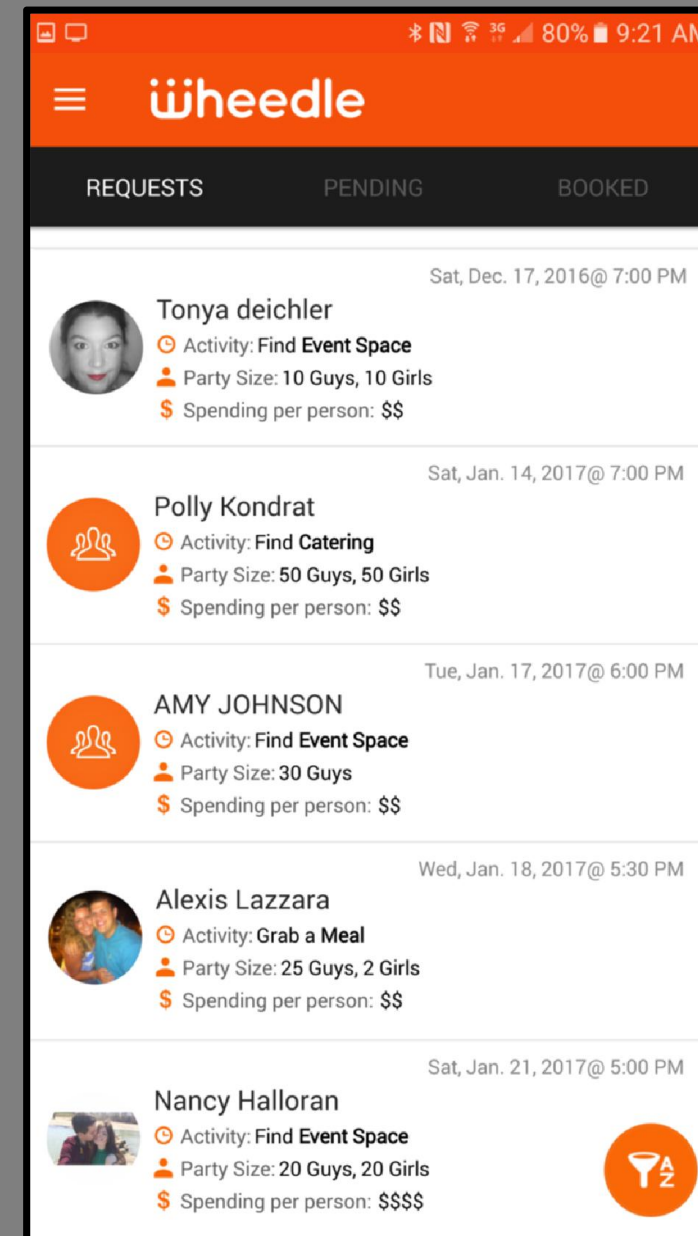 3G 80% 9:21 AM
wheedle
REQUESTS PENDING BOOKED
Sat, Dec. 17, 2016@ 7:00 PM
Tonya deichler
Activity: Find Event Space
Party Size: 10 Guys, 10 Girls
$ Spending per person: $$
Sat, Jan. 14, 2017@ 7:00 PM
Polly Kondrat
Activity: Find Catering
Party Size: 50 Guys, 50 Girls
$ Spending per person: $$
Tue, Jan. 17, 2017@ 6:00 PM
AMY JOHNSON
Activity: Find Event Space
Party Size: 30 Guys
$ Spending per person: $$
Wed, Jan. 18, 2017@ 5:30 PM
Alexis Lazzara
Activity: Grab a Meal
Party Size: 25 Guys, 2 Girls
$ Spending per person: $$
Sat, Jan. 21, 2017@ 5:00 PM
Nancy Halloran
Activity: Find Event Space
Party Size: 20 Guys, 20 Girls
$ Spending per person: $$$$
A
Z